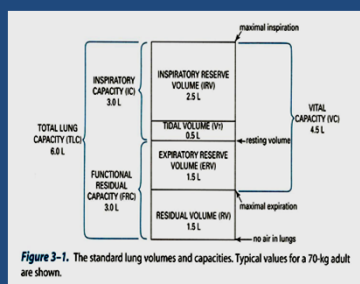 maximal inspiration
INSPIRATORY
CAPACITY (IC)
3.0 L
INSPIRATORY RESERVE
VOLUME (IRV)
2.5 L
VITAL
CAPACITY (VC)
4.5 L
TOTAL LUNG
CAPACITY (TLC)
6.0 L
TIDAL VOLUME (VT)
0.5 L
resting volume
FUNCTIONAL
RESIDUAL
CAPACITY (FRC)
3.0 L
EXPIRATORY RESERVE
VOLUME (ERV)
1.5 L
maximal expiration
RESIDUAL VOLUME (RV)
1.5 L
no air in lungs
Figure 3–1. The standard lung volumes and capacities. Typical values for a 70-kg adult
are shown.